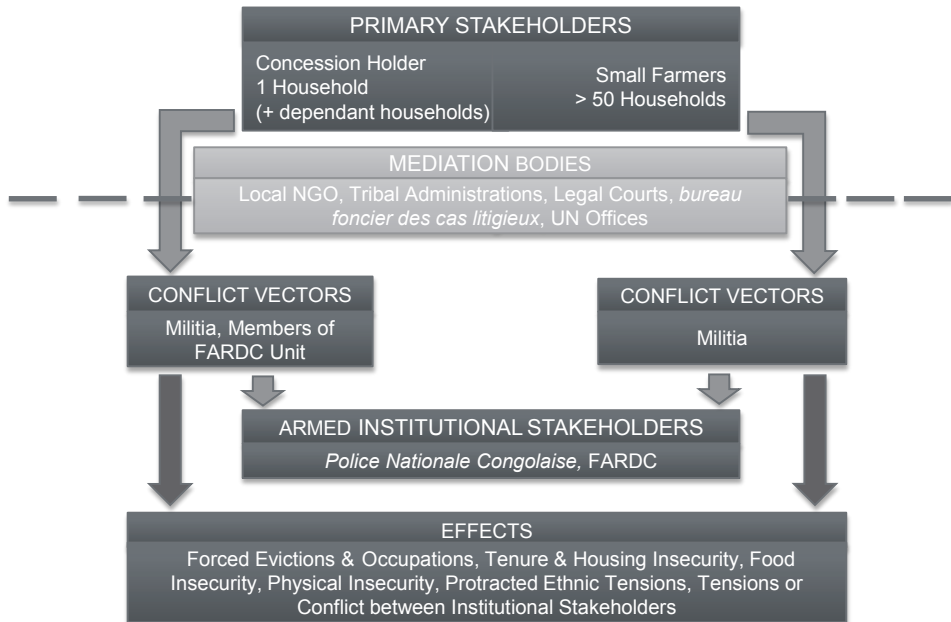 PRIMARY STAKEHOLDERS
Concession Holder
1 Household
(+ dependant households)
Small Farmers
> 50 Households
MEDIATION BODIES
Local NGO, Tribal Administrations, Legal Courts, bureau
foncier des cas litigieux, UN Offices
CONFLICT VECTORS
Militia, Members of
FARDC Unit
CONFLICT VECTORS
Militia
ARMED INSTITUTIONAL STAKEHOLDERS
Police Nationale Congolaise, FARDC
EFFECTS
Forced Evictions & Occupations, Tenure & Housing Insecurity, Food
Insecurity, Physical Insecurity, Protracted Ethnic Tensions, Tensions or
Conflict between Institutional Stakeholders